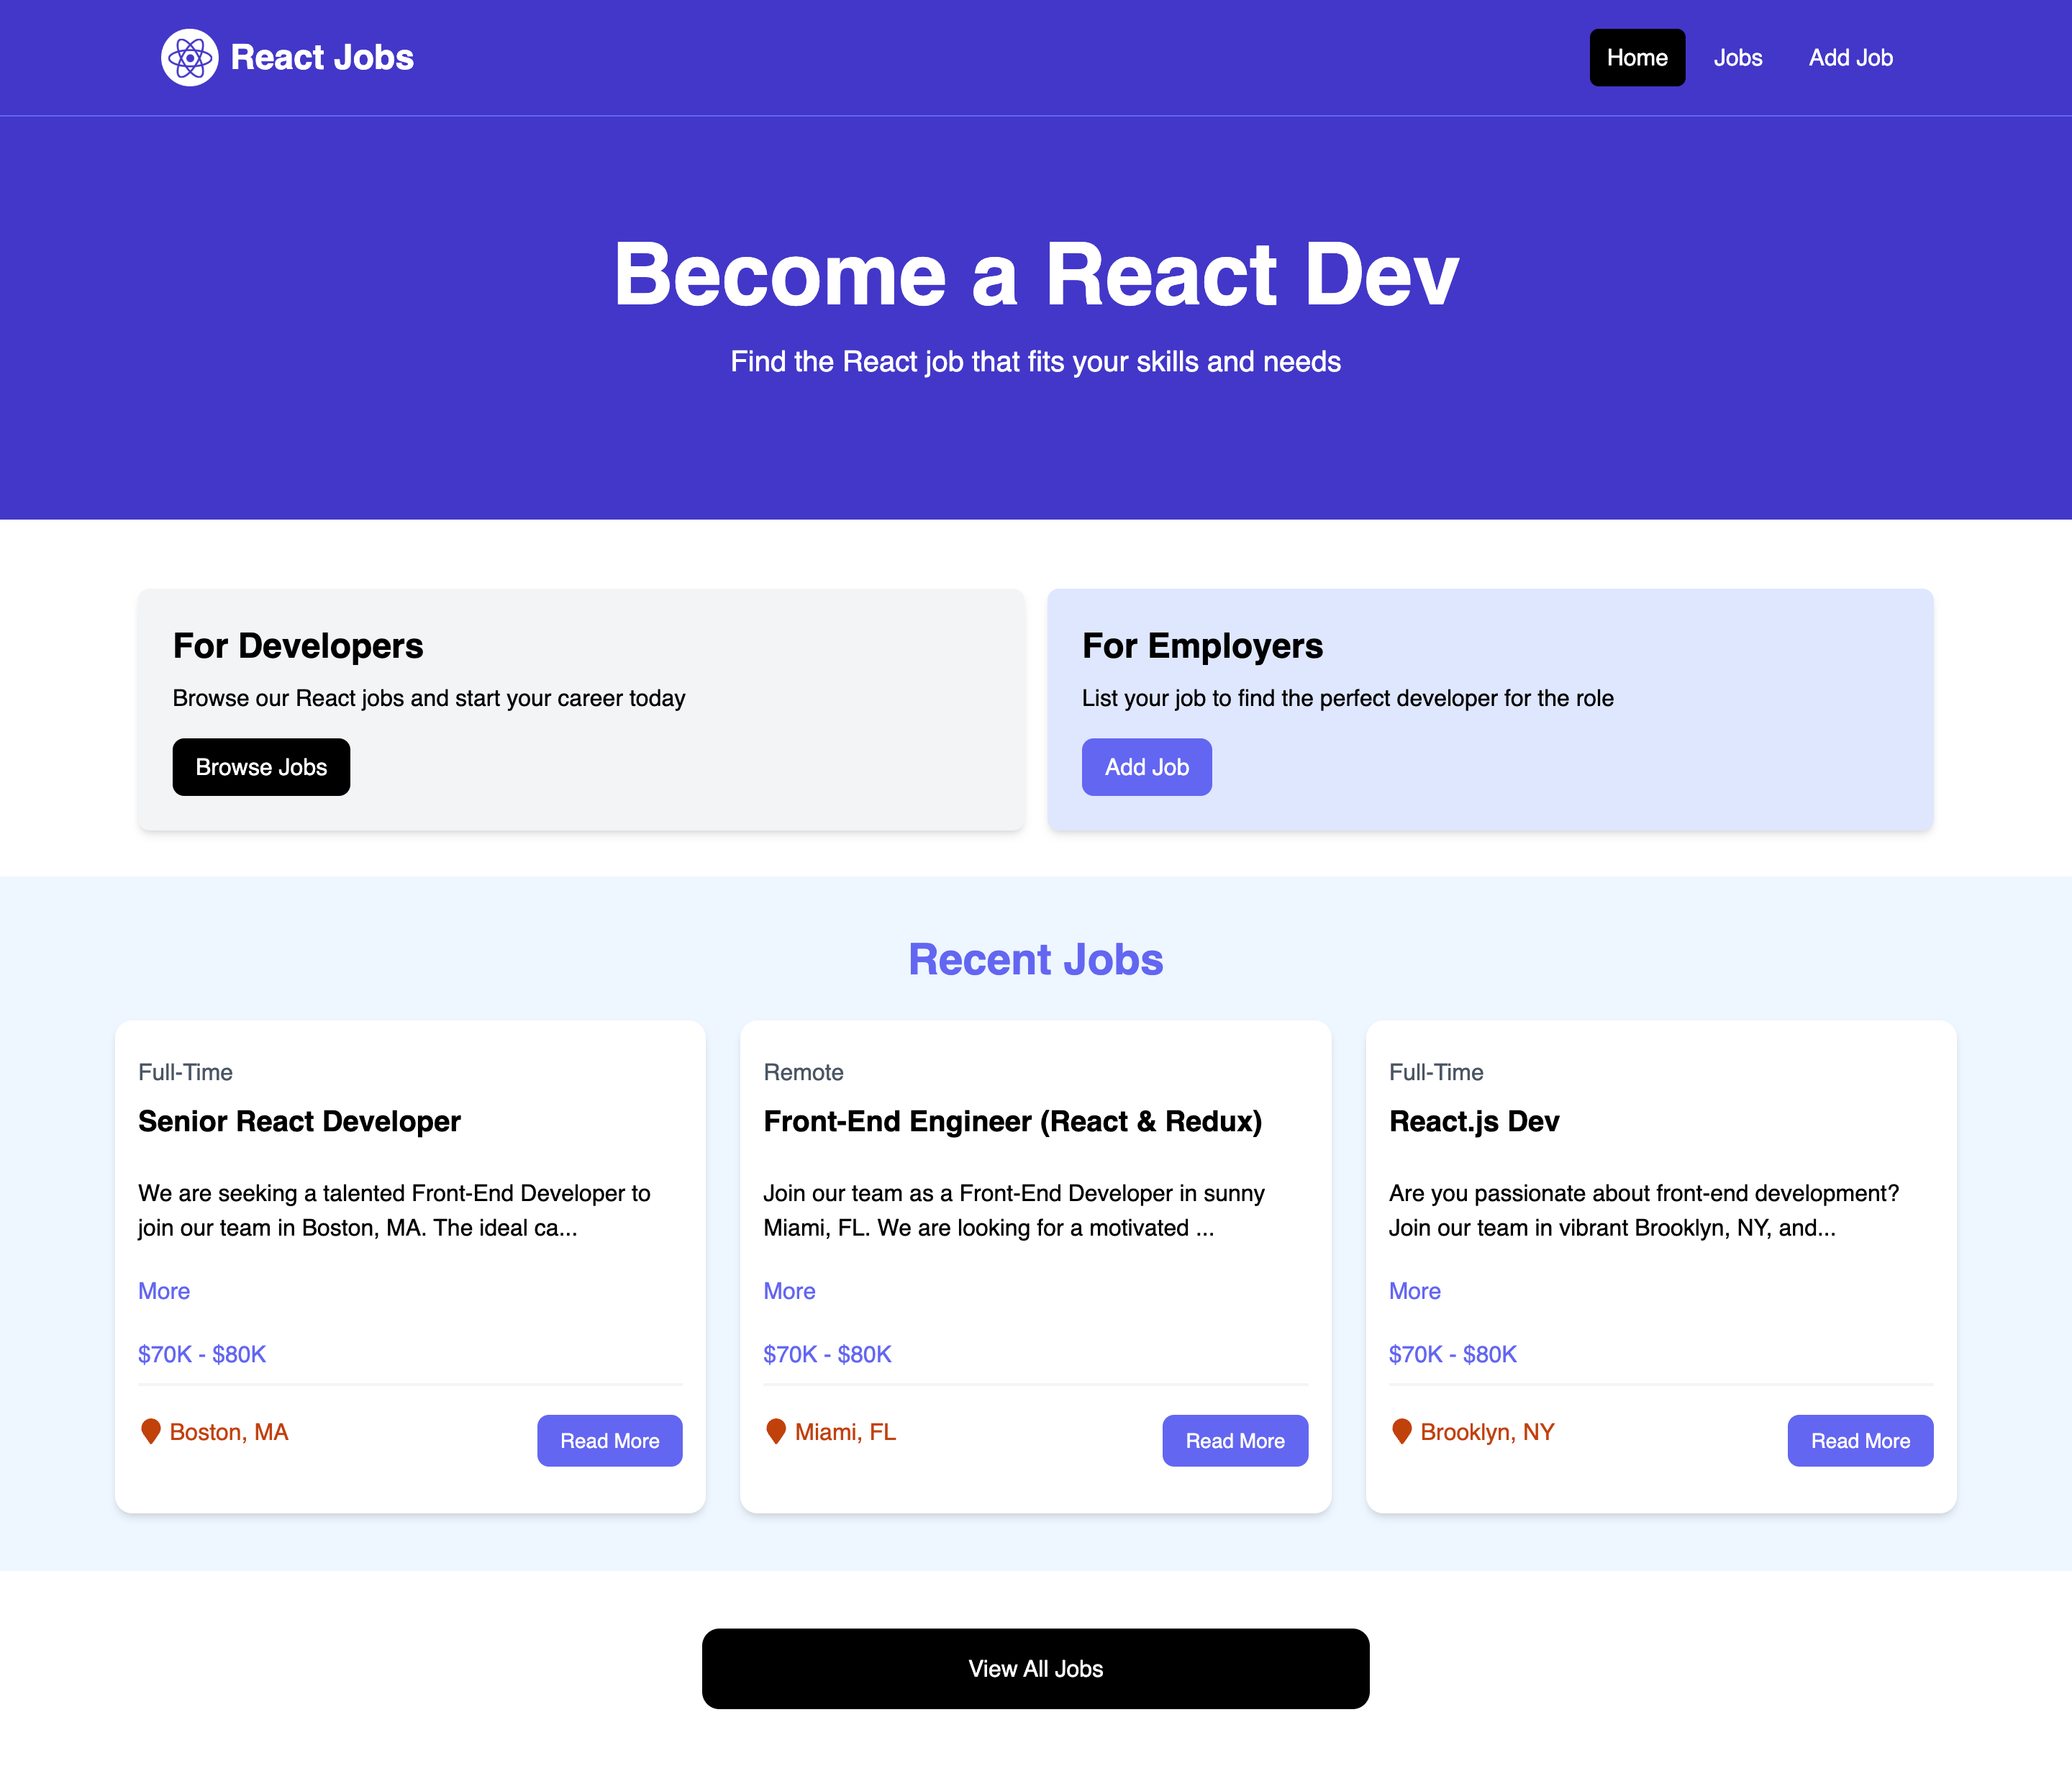 React Jobs
Home
Jobs
Add Job
Become a React Dev
Find the React job that fits your skills and needs
For Developers
Browse our React jobs and start your career today
Browse Jobs
For Employers
List your job to find the perfect developer for the role
Add Job
Recent Jobs
Full-Time
Senior React Developer
We are seeking a talented Front-End Developer to
join our team in Boston, MA. The ideal ca...
More
$70K - $80K
Boston, MA
Read More
Remote
Front-End Engineer (React & Redux)
Join our team as a Front-End Developer in sunny
Miami, FL. We are looking for a motivated ...
More
$70K - $80K
Miami, FL
Read More
Full-Time
React.js Dev
Are you passionate about front-end development?
Join our team in vibrant Brooklyn, NY, and...
More
$70K - $80K
Brooklyn, NY
Read More
View All Jobs